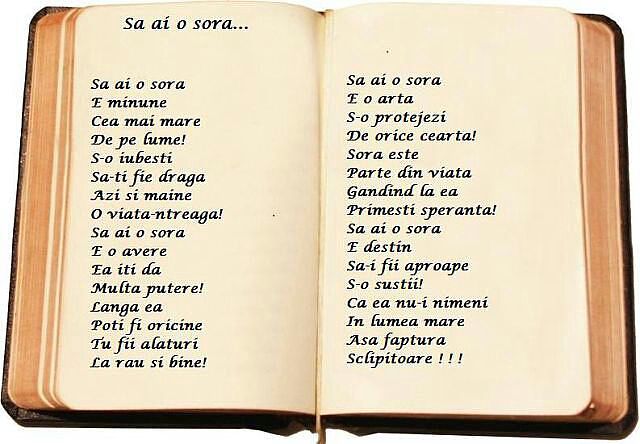 Sa ai o sora...
Sa ai o sora
E minune
Cea mai mare
De pe lume!
S-o iubesti
Sa-ti fie draga
Azi si maine
O viata-ntreaga!
Sa ai o sora
E o avere
Ea iti da
Multa putere!
Langa ea
Poti fi oricine
Tu fii alaturi
La rau si bine!
Sa ai o sora
E o arta
S-o protejezi
De orice cearta!
Sora este
Parte din viata
Gandind la ea
Primesti speranta!
Sa ai o sora
E destin
Sa-i fii aproape
S-o sustii!
Ca ea nu-i nimeni
In lumea mare
Asa faptura
Sclipitoare ! ! !